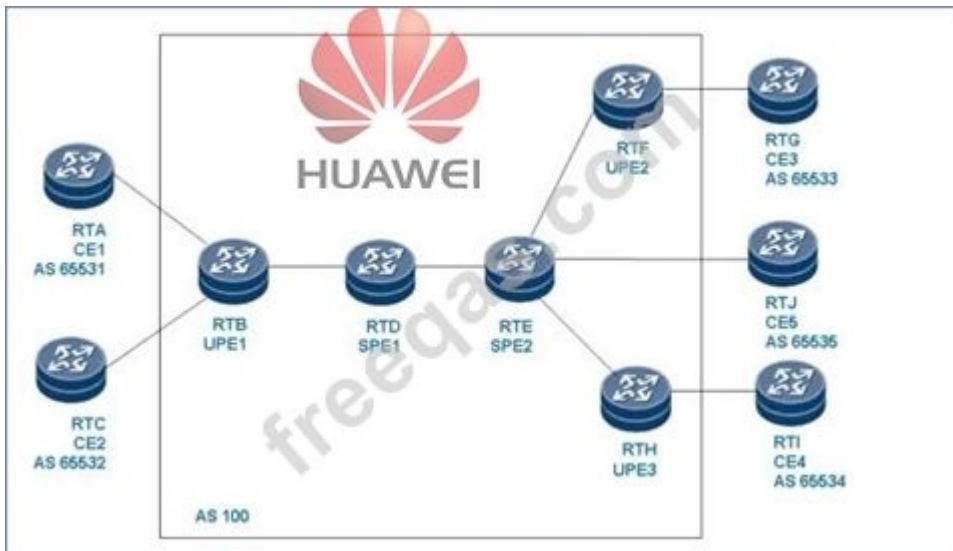 HUAWEI
RTA
CE1
AS 65531
RTC
CE2
AS 65532
RTB
UPE1
RTD
SPE1
RTE
SPE2
RTF
UPE2
RTH
UPE3
RTG
CE3
AS 65533
RTJ
CE5
AS 65535
RTI
CE4
AS 65534
AS 100
freeqas.com